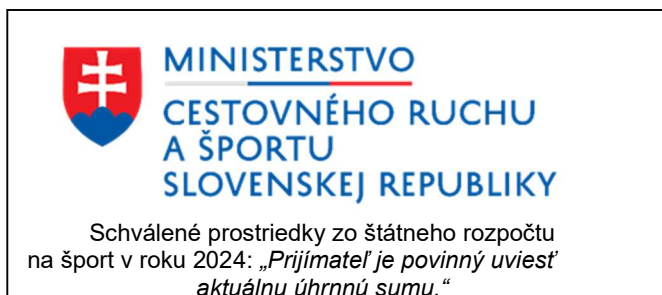 MINISTERSTVO
CESTOVNÉHO RUCHU
A ŠPORTU
SLOVENSKEJ REPUBLIKY
Schválené prostriedky zo štátneho rozpočtu
na šport v roku 2024: „Prijímateľ je povinný uviesť
aktuálnu úhrnnú sumu.“